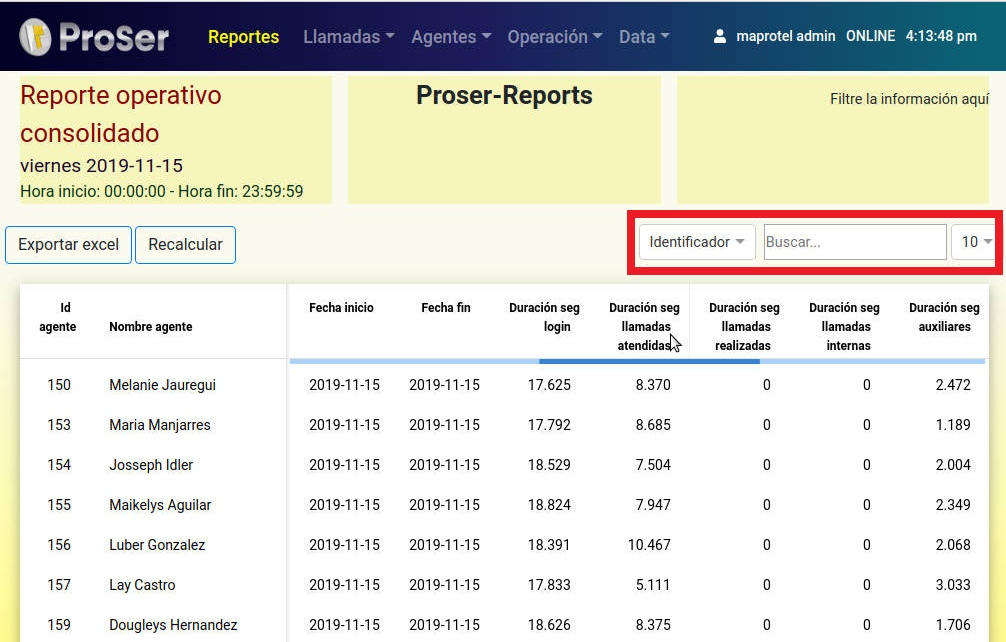 ProSer Reportes Llamadas Agentes Operación Data maprotel admin ONLINE 4:13:48 pm
Reporte operativo
consolidado
viernes 2019-11-15
Hora inicio: 00:00:00 - Hora fin: 23:59:59
Proser-Reports
Filtre la información aquí
Exportar excel Recalcular Identificador Buscar... 10
Id
agente
Nombre agente
Fecha inicio
Fecha fin
Duración seg
login
Duración seg
llamadas
atendidas
Duración seg
llamadas
realizadas
Duración seg
llamadas
internas
Duración seg
auxiliares
150 Melanie Jauregui 2019-11-15 2019-11-15 17.625 8.370 0 0 2.472
153 Maria Manjarres 2019-11-15 2019-11-15 17.792 8.685 0 0 1.189
154 Josseph Idler 2019-11-15 2019-11-15 18.529 7.504 0 0 2.004
155 Maikelys Aguilar 2019-11-15 2019-11-15 18.824 7.947 0 0 2.349
156 Luber Gonzalez 2019-11-15 2019-11-15 18.391 10.467 0 0 2.068
157 Lay Castro 2019-11-15 2019-11-15 17.833 5.111 0 0 3.033
159 Dougleys Hernandez 2019-11-15 2019-11-15 18.626 8.375 0 0 1.706